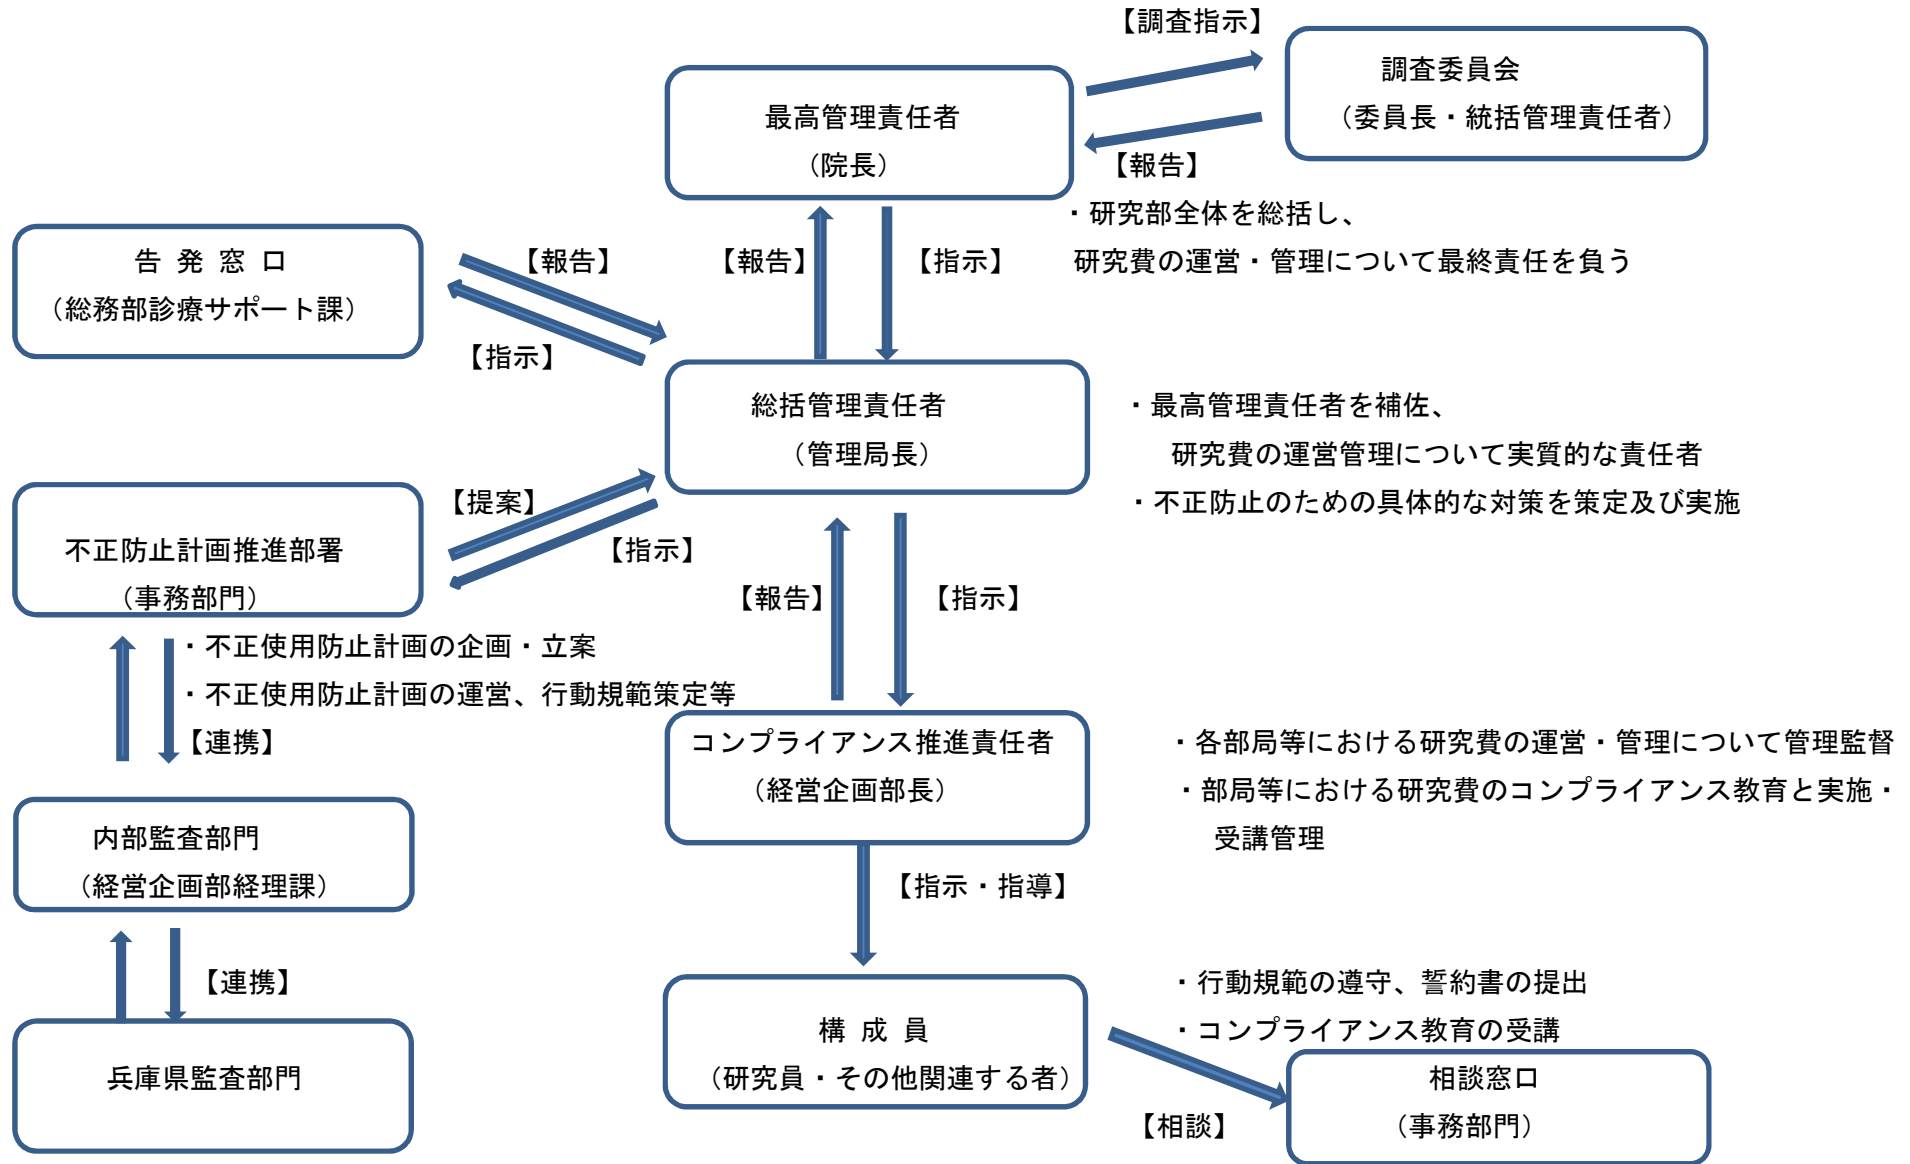 【調査指示】
調査委員会
（委員長・統括管理責任者）
最高管理責任者
（院長）
【報告】
・研究部全体を総括し、
研究費の運営・管理について最終責任を負う
告 発 窓 口
（総務部診療サポート課）
【報告】
【指示】
【報告】
【指示】
総括管理責任者
（管理局長）
・最高管理責任者を補佐、
研究費の運営管理について実質的な責任者
・不正防止のための具体的な対策を策定及び実施
【提案】
【指示】
不正防止計画推進部署
（事務部門）
・不正使用防止計画の企画・立案
・不正使用防止計画の運営、行動規範策定等
【連携】
【報告】
【指示】
コンプライアンス推進責任者
（経営企画部長）
・各部局等における研究費の運営・管理について管理監督
・部局等における研究費のコンプライアンス教育と実施・
受講管理
内部監査部門
（経営企画部経理課）
【指示・指導】
【連携】
兵庫県監査部門
構 成 員
（研究員・その他関連する者）
・行動規範の遵守、誓約書の提出
・コンプライアンス教育の受講
【相談】
相談窓口
（事務部門）